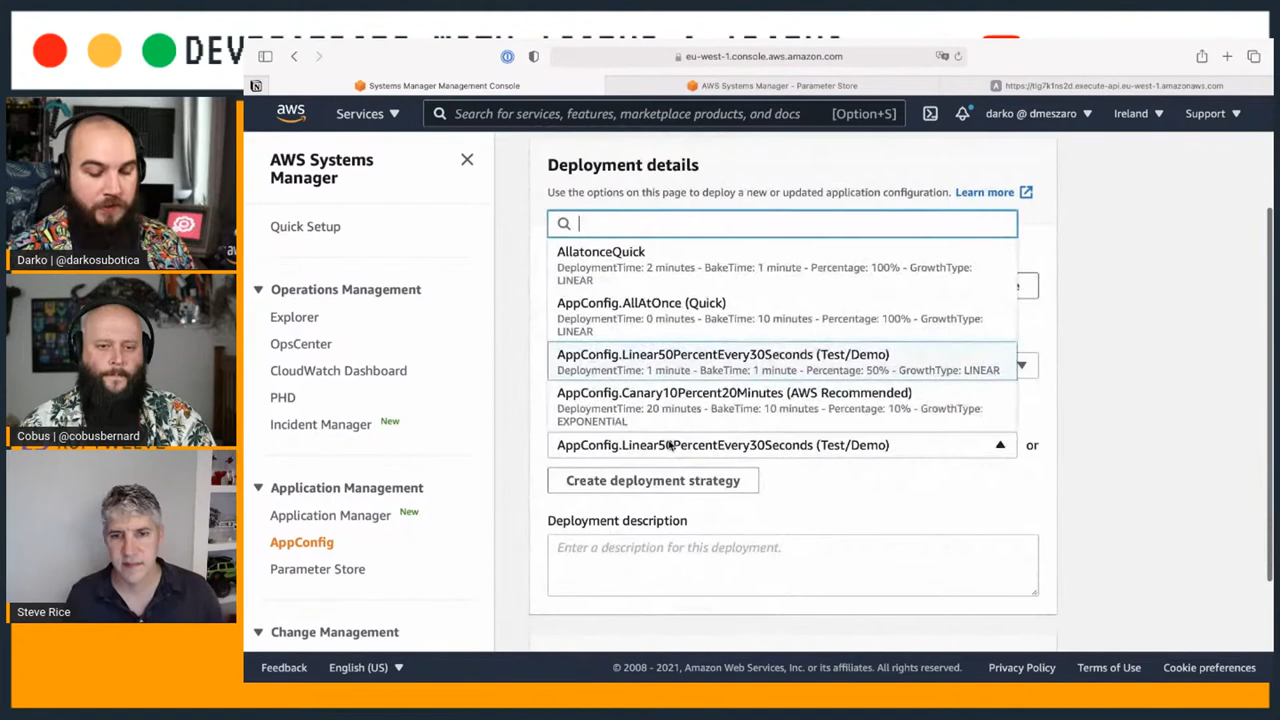 DEV
eu-west-1.console.aws.amazon.com
Systems Manager Management Console
AWS Systems Manager - Parameter Store
https://tig7k1ns2d.execute-api.eu-west-1.amazonaws.com
aws
Services
Search for services, features, marketplace products, and docs
[Option+S]
darko @ dmeszaro
Ireland
Support
AWS Systems
Manager
Quick Setup
Operations Management
Explorer
OpsCenter
CloudWatch Dashboard
PHD
Incident Manager New
Application Management
Application Manager New
AppConfig
Parameter Store
Change Management
Deployment details
Use the options on this page to deploy a new or updated application configuration. Learn more
AllatonceQuick
DeploymentTime: 2 minutes - BakeTime: 1 minute - Percentage: 100% - GrowthType:
LINEAR
AppConfig.AllAtOnce (Quick)
DeploymentTime: 0 minutes - BakeTime: 10 minutes - Percentage: 100% - GrowthType:
LINEAR
AppConfig.Linear50PercentEvery30Seconds (Test/Demo)
DeploymentTime: 1 minute - BakeTime: 1 minute - Percentage: 50% - GrowthType: LINEAR
AppConfig.Canary10Percent20Minutes (AWS Recommended)
DeploymentTime: 20 minutes - BakeTime: 10 minutes - Percentage: 10% - GrowthType:
EXPONENTIAL
AppConfig.Linear50PercentEvery30Seconds (Test/Demo)
or
Create deployment strategy
Deployment description
Enter a description for this deployment.
Darko | @darkosubotica
Cobus | @cobusbernard
Steve Rice
Feedback
English (US)
© 2008 - 2021, Amazon Web Services, Inc. or its affiliates. All rights reserved.
Privacy Policy
Terms of Use
Cookie preferences